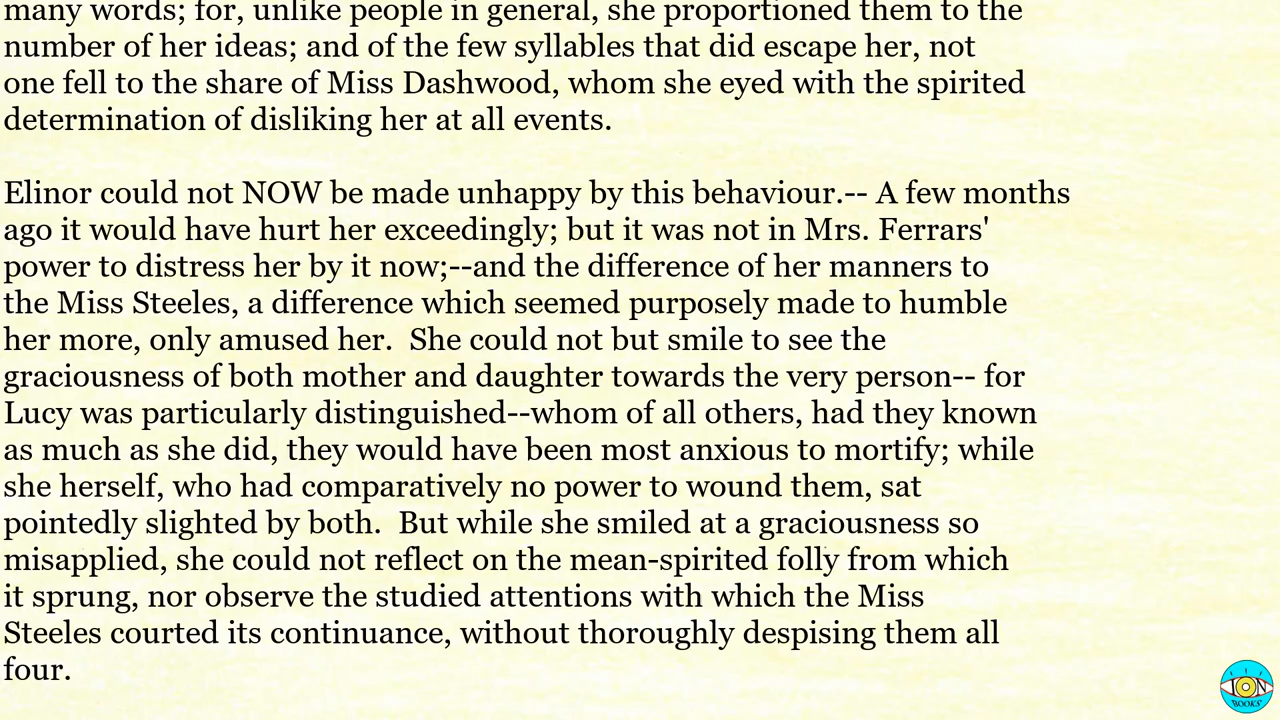 many words; for, unlike people in general, she proportioned them to the
number of her ideas; and of the few syllables that did escape her, not
one fell to the share of Miss Dashwood, whom she eyed with the spirited
determination of disliking her at all events.
Elinor could not NOW be made unhappy by this behaviour.-- A few months
ago it would have hurt her exceedingly; but it was not in Mrs. Ferrars'
power to distress her by it now;--and the difference of her manners to
the Miss Steeles, a difference which seemed purposely made to humble
her more, only amused her.  She could not but smile to see the
graciousness of both mother and daughter towards the very person-- for
Lucy was particularly distinguished--whom of all others, had they known
as much as she did, they would have been most anxious to mortify; while
she herself, who had comparatively no power to wound them, sat
pointedly slighted by both.  But while she smiled at a graciousness so
misapplied, she could not reflect on the mean-spirited folly from which
it sprung, nor observe the studied attentions with which the Miss
Steeles courted its continuance, without thoroughly despising them all
four.
ION
BOOKS